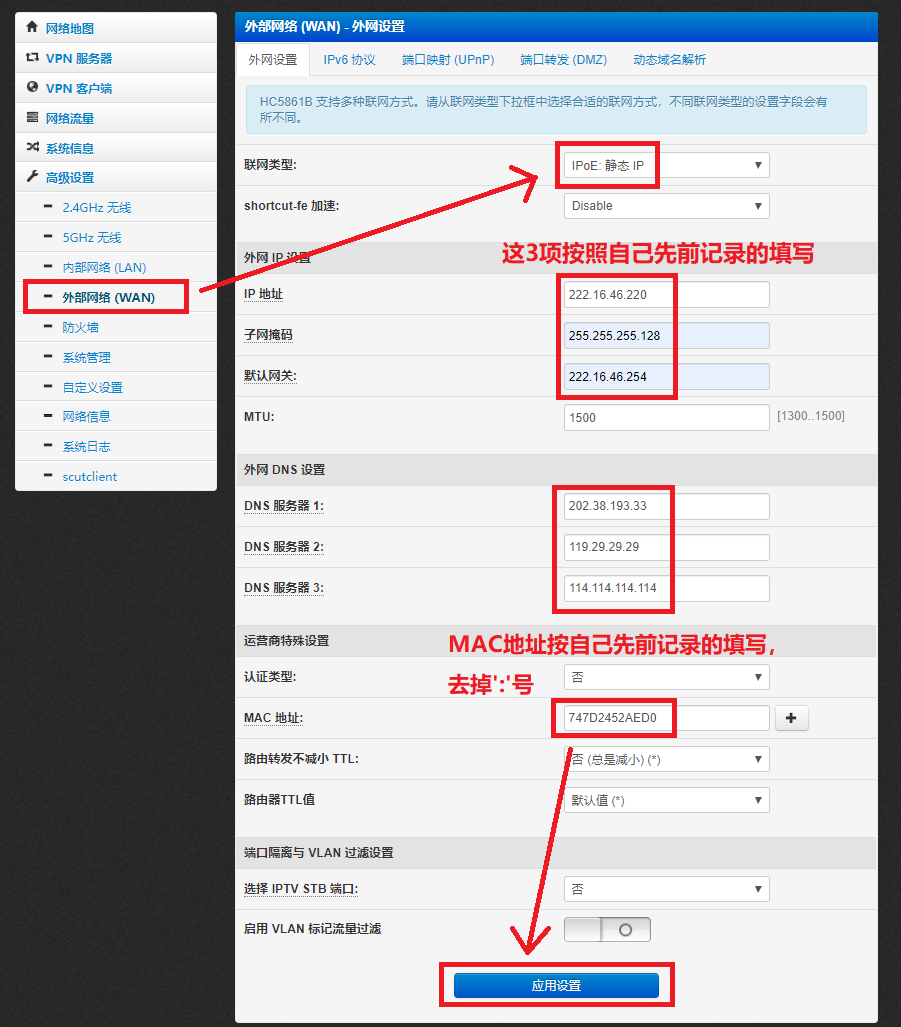 网络地图
VPN 服务器
VPN 客户端
网络流量
系统信息
高级设置
2.4GHz 无线
5GHz 无线
内部网络 (LAN)
外部网络 (WAN)
防火墙
系统管理
自定义设置
网络信息
系统日志
scutclient
外部网络 (WAN) - 外网设置
外网设置 IPv6 协议 端口映射 (UPnP) 端口转发 (DMZ) 动态域名解析
HC5861B 支持多种联网方式。请从联网类型下拉框中选择合适的联网方式，不同联网类型的设置字段会有
所不同。
联网类型: IPoE: 静态 IP
shortcut-fe 加速: Disable
外网 IP 设置
这3项按照自己先前记录的填写
IP 地址 222.16.46.220
子网掩码 255.255.255.128
默认网关: 222.16.46.254
MTU: 1500 [1300..1500]
外网 DNS 设置
DNS 服务器 1: 202.38.193.33
DNS 服务器 2: 119.29.29.29
DNS 服务器 3: 114.114.114.114
运营商特殊设置
MAC地址按自己先前记录的填写，
去掉':'号
认证类型: 否
MAC 地址: 747D2452AED0
路由转发不减小 TTL: 否 (总是减小) (*)
路由器TTL值 默认值 (*)
端口隔离与 VLAN 过滤设置
选择 IPTV STB 端口: 否
启用 VLAN 标记流量过滤
应用设置